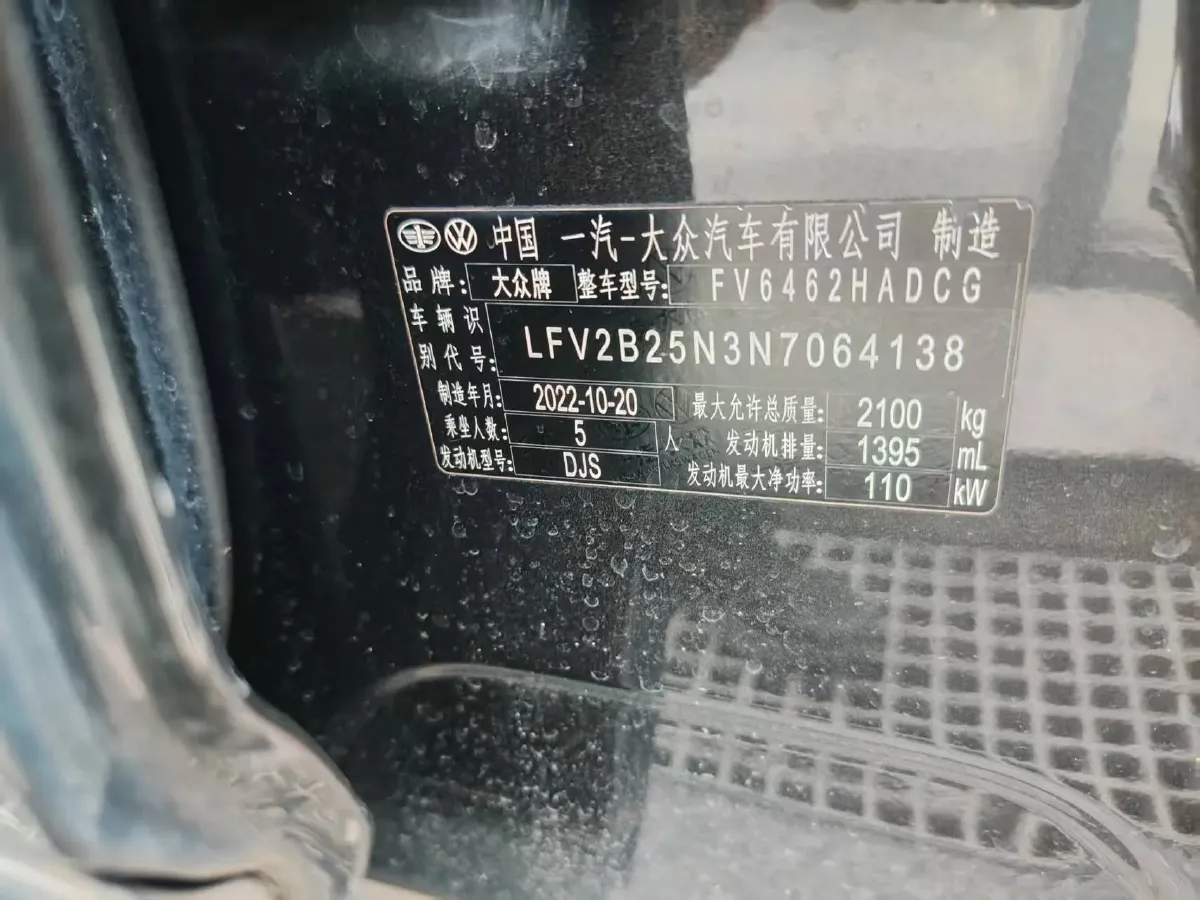 中国 一汽-大众汽车有限公司 制造
品牌: 大众牌 整车型号: FV6462HADCG
车辆识别代号: LFV2B25N3N7064138
制造年月: 2022-10-20 最大允许总质量: 2100 kg
乘坐人数: 5 人 发动机排量: 1395 mL
发动机型号: DJS 发动机最大净功率: 110 kW